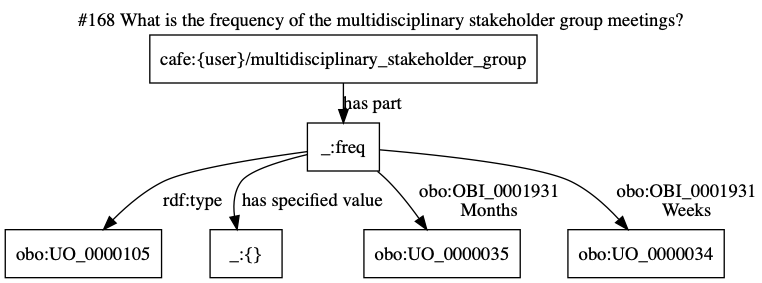 #168 What is the frequency of the multidisciplinary stakeholder group meetings?
cafe:{user}/multidisciplinary_stakeholder_group
has part
_:freq
rdf:type
has specified value
obo:OBI_0001931
Months
obo:OBI_0001931
Weeks
obo:UO_0000105
_:{}
obo:UO_0000035
obo:UO_0000034